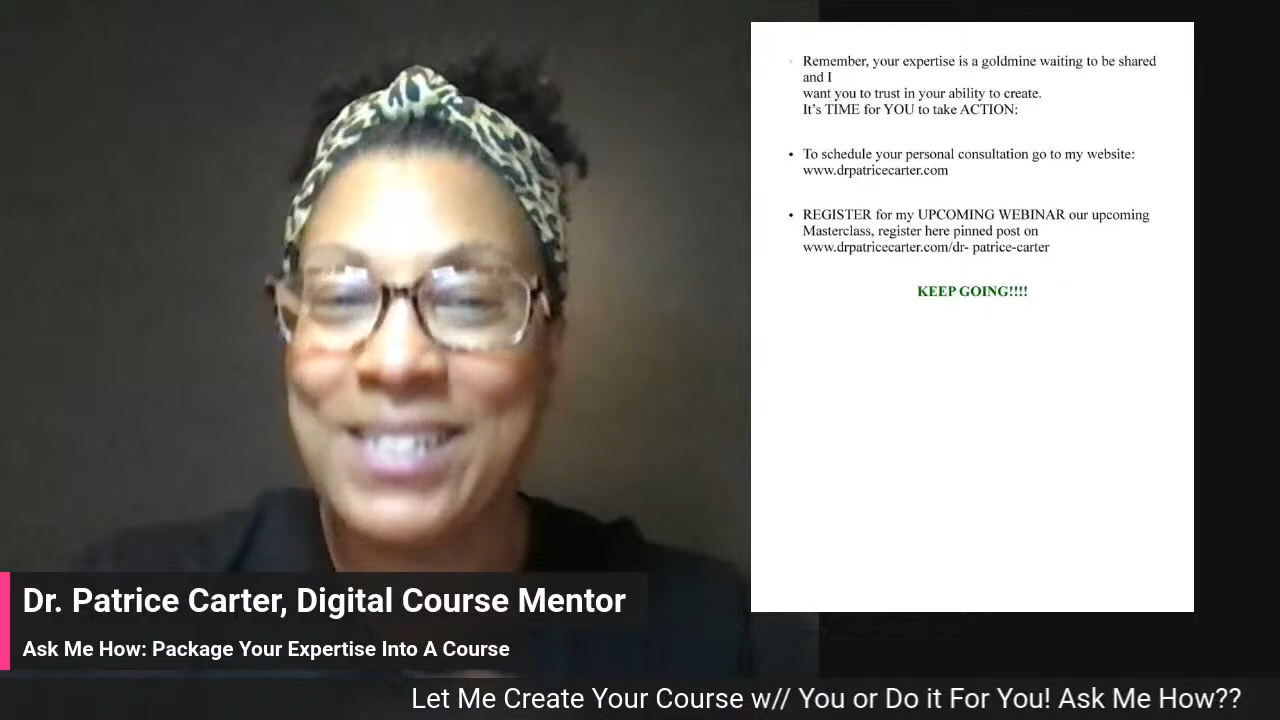 Remember, your expertise is a goldmine waiting to be shared
and I
want you to trust in your ability to create.
It’s TIME for YOU to take ACTION:
• To schedule your personal consultation go to my website:
www.drpatricecarter.com
• REGISTER for my UPCOMING WEBINAR our upcoming
Masterclass, register here pinned post on
www.drpatricecarter.com/dr- patrice-carter
KEEP GOING!!!!
Dr. Patrice Carter, Digital Course Mentor
Ask Me How: Package Your Expertise Into A Course
Let Me Create Your Course w// You or Do it For You! Ask Me How??